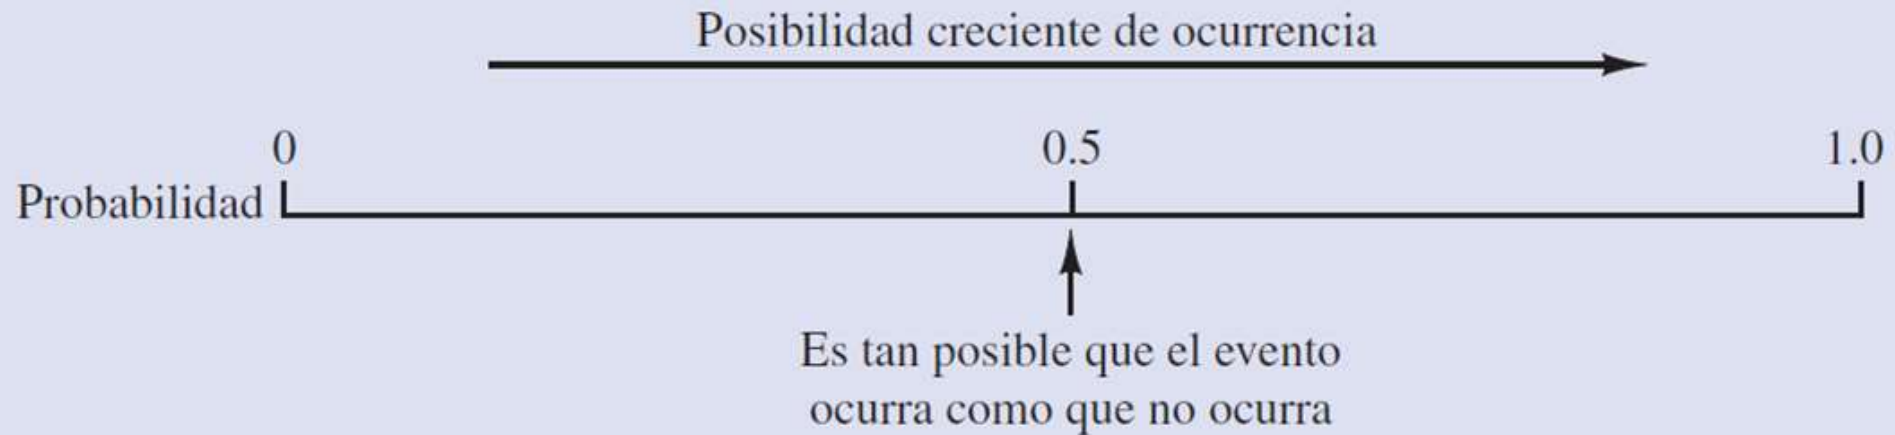 Posibilidad creciente de ocurrencia
0 0.5 1.0
Probabilidad
Es tan posible que el evento
ocurra como que no ocurra